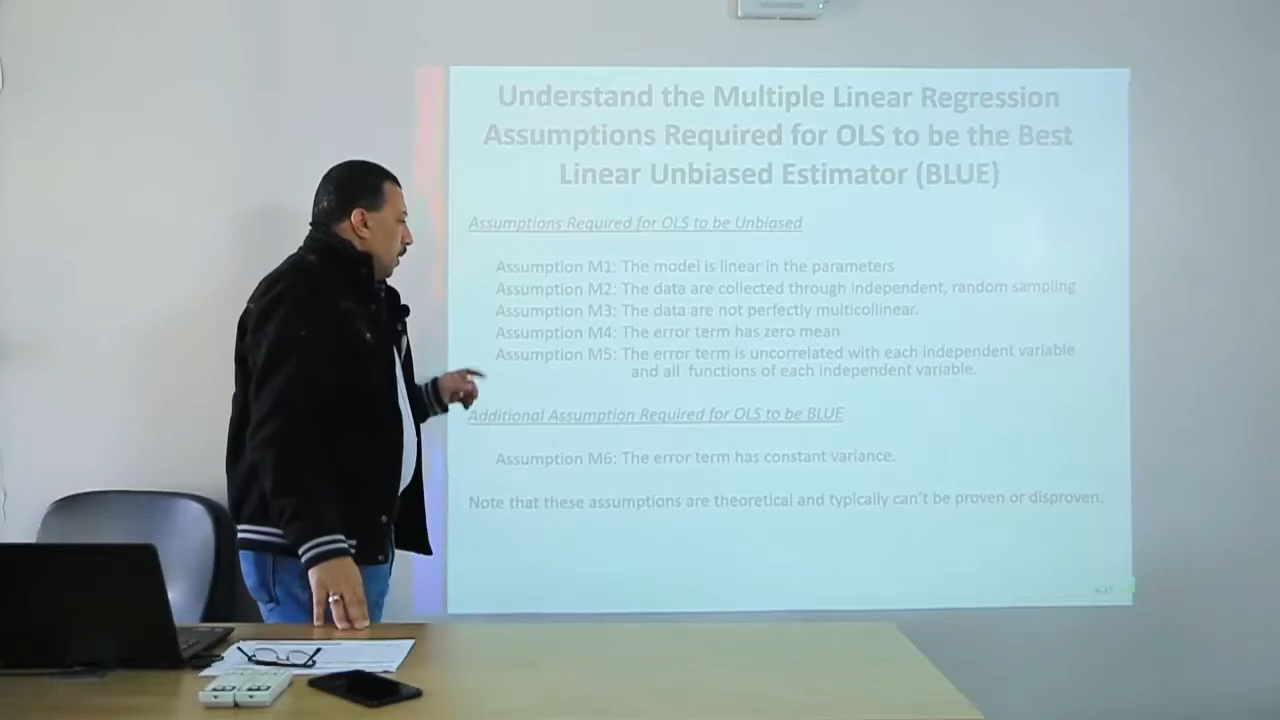 Understand the Multiple Linear Regression
Assumptions Required for OLS to be the Best
Linear Unbiased Estimator (BLUE)
Assumptions Required for OLS to be Unbiased
Assumption M1: The model is linear in the parameters
Assumption M2: The data are collected through independent, random sampling
Assumption M3: The data are not perfectly multicollinear.
Assumption M4: The error term has zero mean
Assumption M5: The error term is uncorrelated with each independent variable
and all functions of each independent variable.
Additional Assumption Required for OLS to be BLUE
Assumption M6: The error term has constant variance.
Note that these assumptions are theoretical and typically can't be proven or disproven.